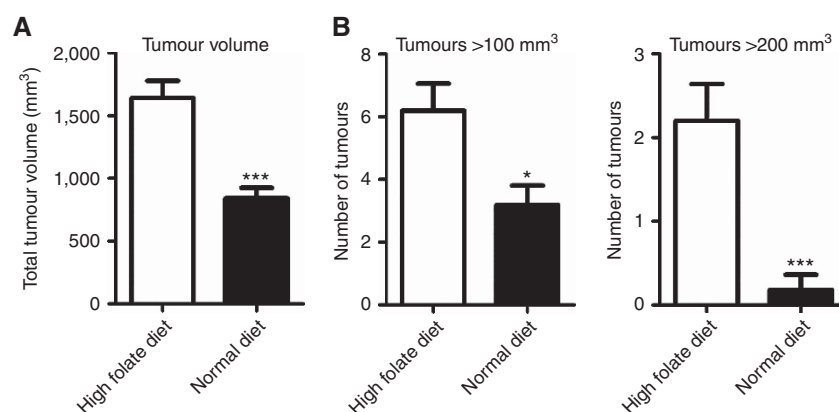 A
Tumour volume
Total tumour volume (mm³)
2,000
1,500
1,000
500
0
***
High folate diet
Normal diet
B
Tumours >100 mm³
Number of tumours
8
6
4
2
0
*
High folate diet
Normal diet
Tumours >200 mm³
Number of tumours
3
2
1
0
***
High folate diet
Normal diet